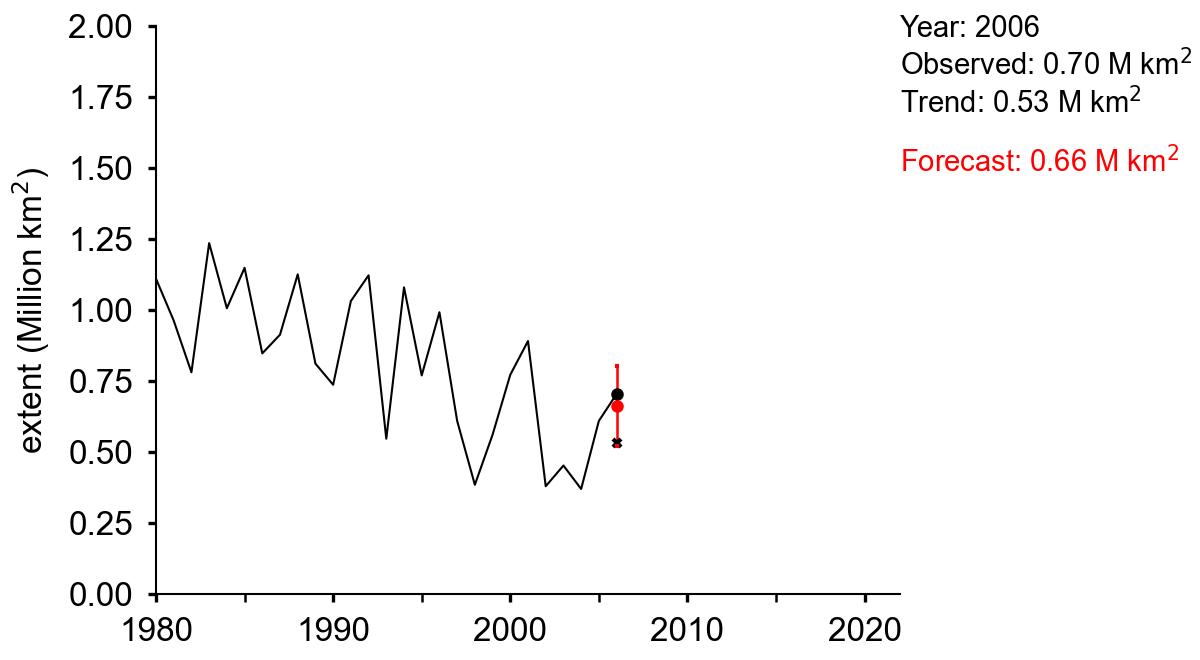 2.00
1.75
1.50
1.25
1.00
0.75
0.50
0.25
0.00
extent (Million km²)
1980
1990
2000
2010
2020
Year: 2006
Observed: 0.70 M km²
Trend: 0.53 M km²
Forecast: 0.66 M km²